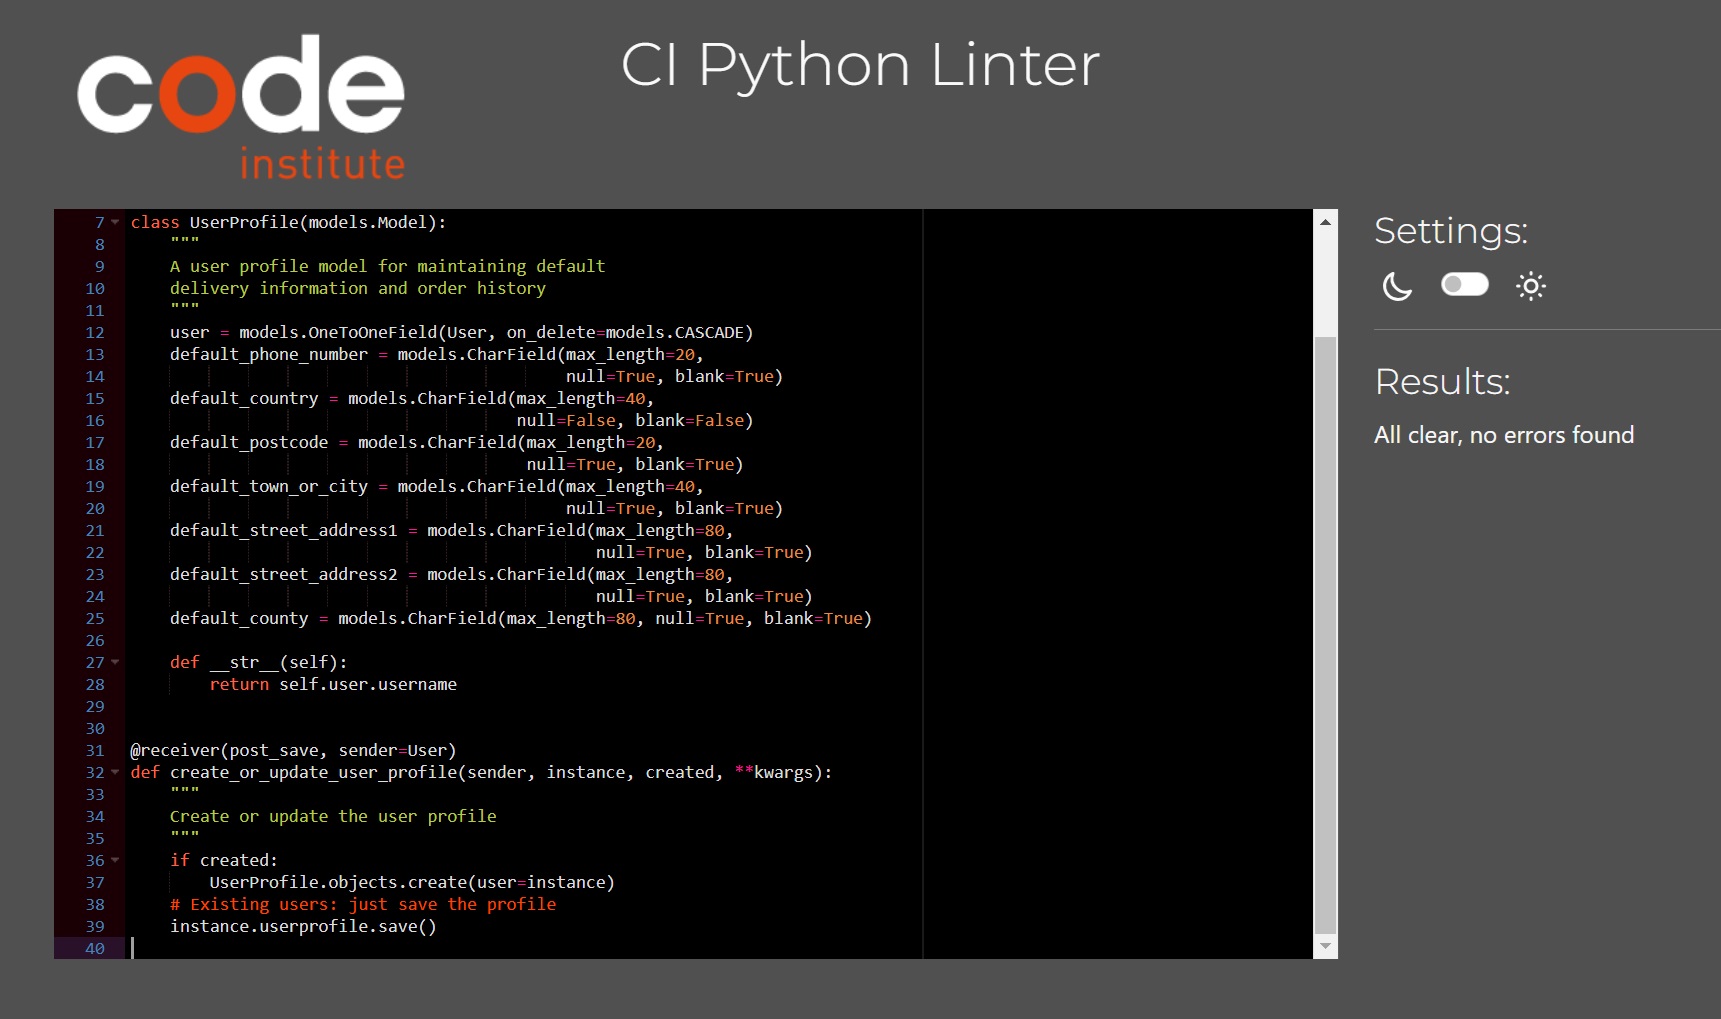 code
institute
CI Python Linter
7 class UserProfile(models.Model):
8     """
9     A user profile model for maintaining default
10     delivery information and order history
11     """
12     user = models.OneToOneField(User, on_delete=models.CASCADE)
13     default_phone_number = models.CharField(max_length=20,
14                                             null=True, blank=True)
15     default_country = models.CharField(max_length=40,
16                                        null=False, blank=False)
17     default_postcode = models.CharField(max_length=20,
18                                         null=True, blank=True)
19     default_town_or_city = models.CharField(max_length=40,
20                                             null=True, blank=True)
21     default_street_address1 = models.CharField(max_length=80,
22                                                null=True, blank=True)
23     default_street_address2 = models.CharField(max_length=80,
24                                                null=True, blank=True)
25     default_county = models.CharField(max_length=80, null=True, blank=True)
26
27     def __str__(self):
28         return self.user.username
29
30
31 @receiver(post_save, sender=User)
32 def create_or_update_user_profile(sender, instance, created, **kwargs):
33     """
34     Create or update the user profile
35     """
36     if created:
37         UserProfile.objects.create(user=instance)
38     # Existing users: just save the profile
39     instance.userprofile.save()
40
Settings:
Results:
All clear, no errors found